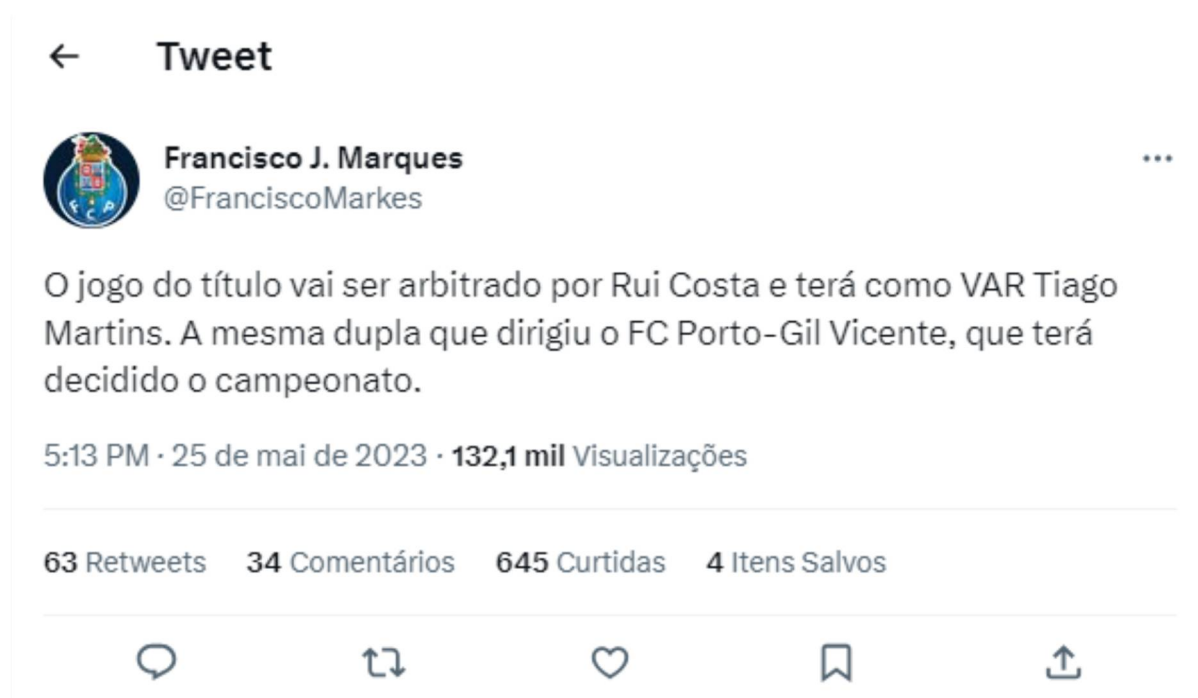 Tweet
FCP
Francisco J. Marques
@FranciscoMarkes
O jogo do título vai ser arbitrado por Rui Costa e terá como VAR Tiago
Martins. A mesma dupla que dirigiu o FC Porto-Gil Vicente, que terá
decidido o campeonato.
5:13 PM · 25 de mai de 2023 · 132,1 mil Visualizações
63 Retweets 34 Comentários 645 Curtidas 4 Itens Salvos